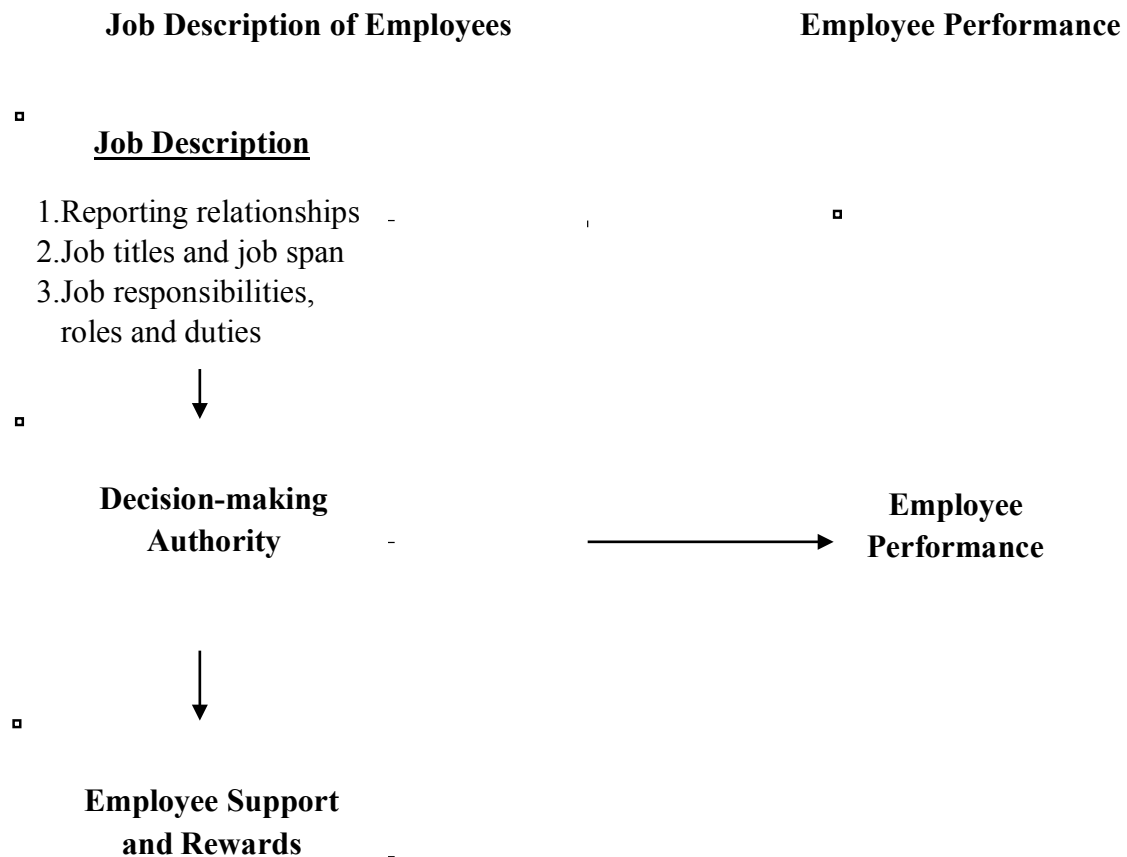 Job Description of Employees
Employee Performance
Job Description
1.Reporting relationships
2.Job titles and job span
3.Job responsibilities,
roles and duties
Decision-making
Authority
Employee
Performance
Employee Support
and Rewards